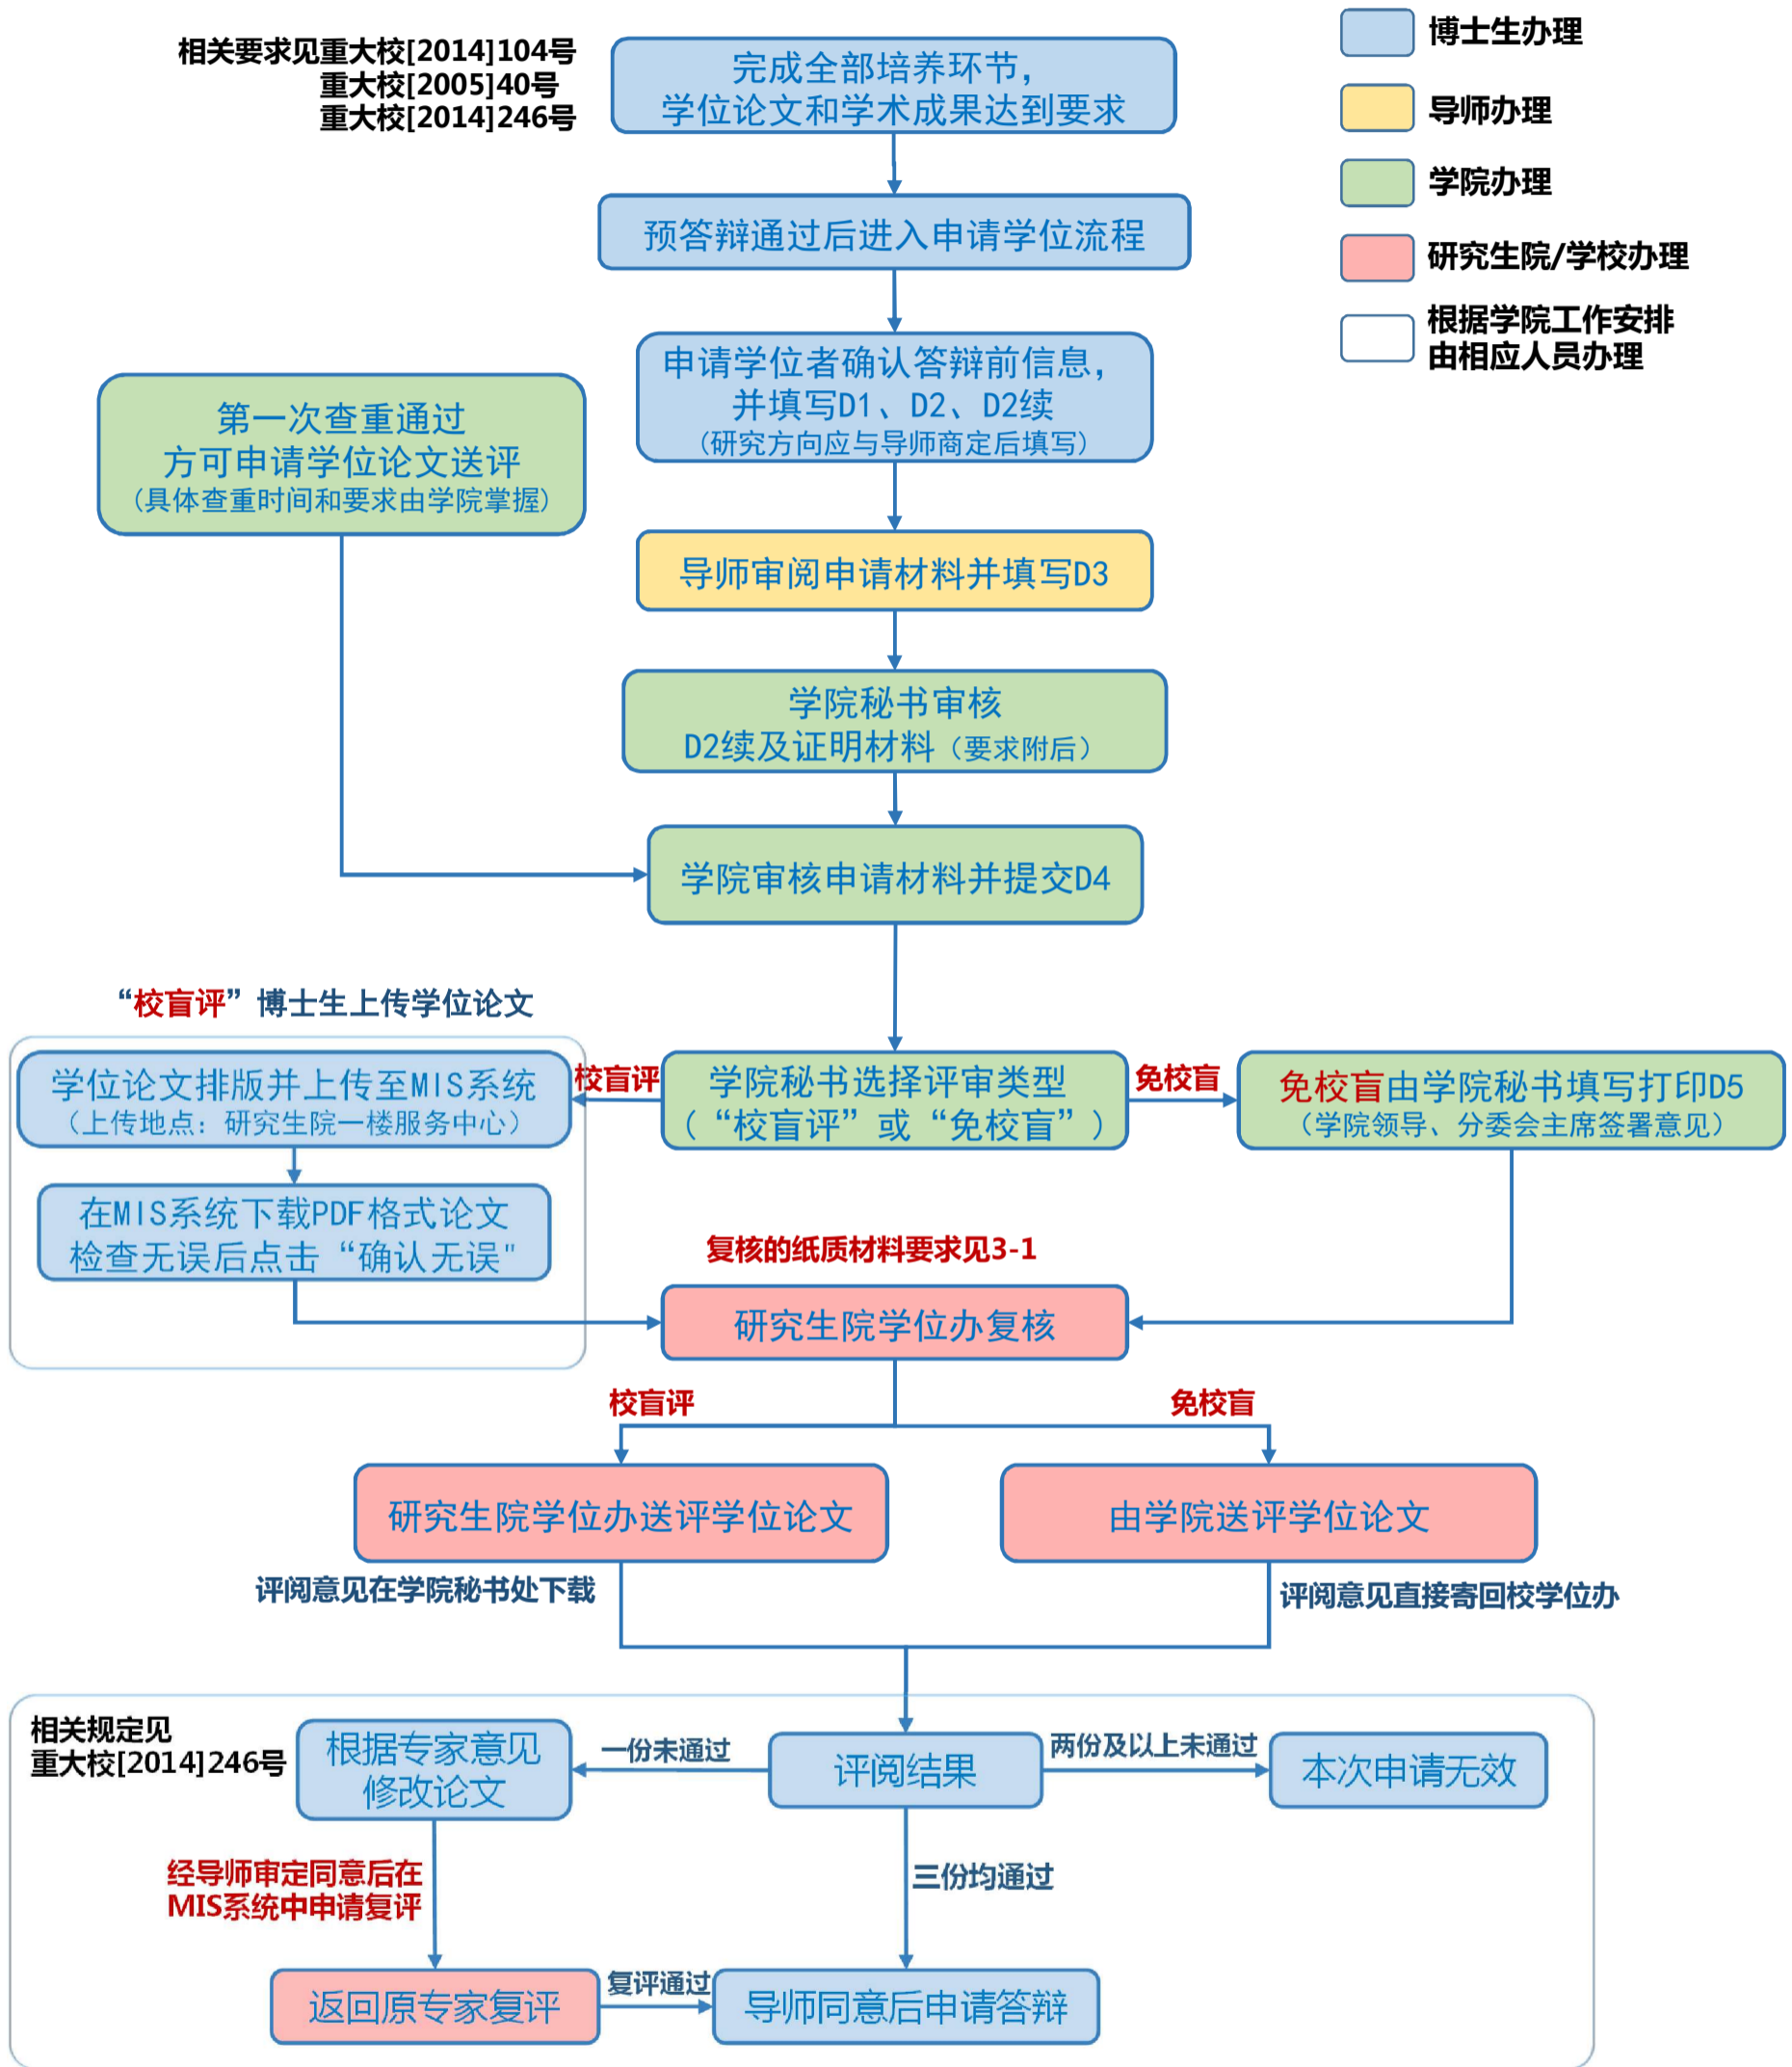 相关要求见重大校[2014]104号
重大校[2005]40号
重大校[2014]246号
完成全部培养环节，
学位论文和学术成果达到要求
博士生办理
导师办理
学院办理
研究生院/学校办理
根据学院工作安排
由相应人员办理
预答辩通过后进入申请学位流程
申请学位者确认答辩前信息，
并填写D1、D2、D2续
（研究方向应与导师商定后填写）
第一次查重通过
方可申请学位论文送评
（具体查重时间和要求由学院掌握）
导师审阅申请材料并填写D3
学院秘书审核
D2续及证明材料（要求附后）
学院审核申请材料并提交D4
“校盲评”博士生上传学位论文
学位论文排版并上传至MIS系统
（上传地点：研究生院一楼服务中心）
校盲评
学院秘书选择评审类型
（“校盲评”或“免校盲”）
免校盲
免校盲由学院秘书填写打印D5
（学院领导、分委会主席签署意见）
在MIS系统下载PDF格式论文
检查无误后点击“确认无误"
复核的纸质材料要求见3-1
研究生院学位办复核
校盲评
免校盲
研究生院学位办送评学位论文
由学院送评学位论文
评阅意见在学院秘书处下载
评阅意见直接寄回校学位办
相关规定见
重大校[2014]246号
根据专家意见
修改论文
一份未通过
评阅结果
两份及以上未通过
本次申请无效
经导师审定同意后在
MIS系统中申请复评
三份均通过
返回原专家复评
复评通过
导师同意后申请答辩